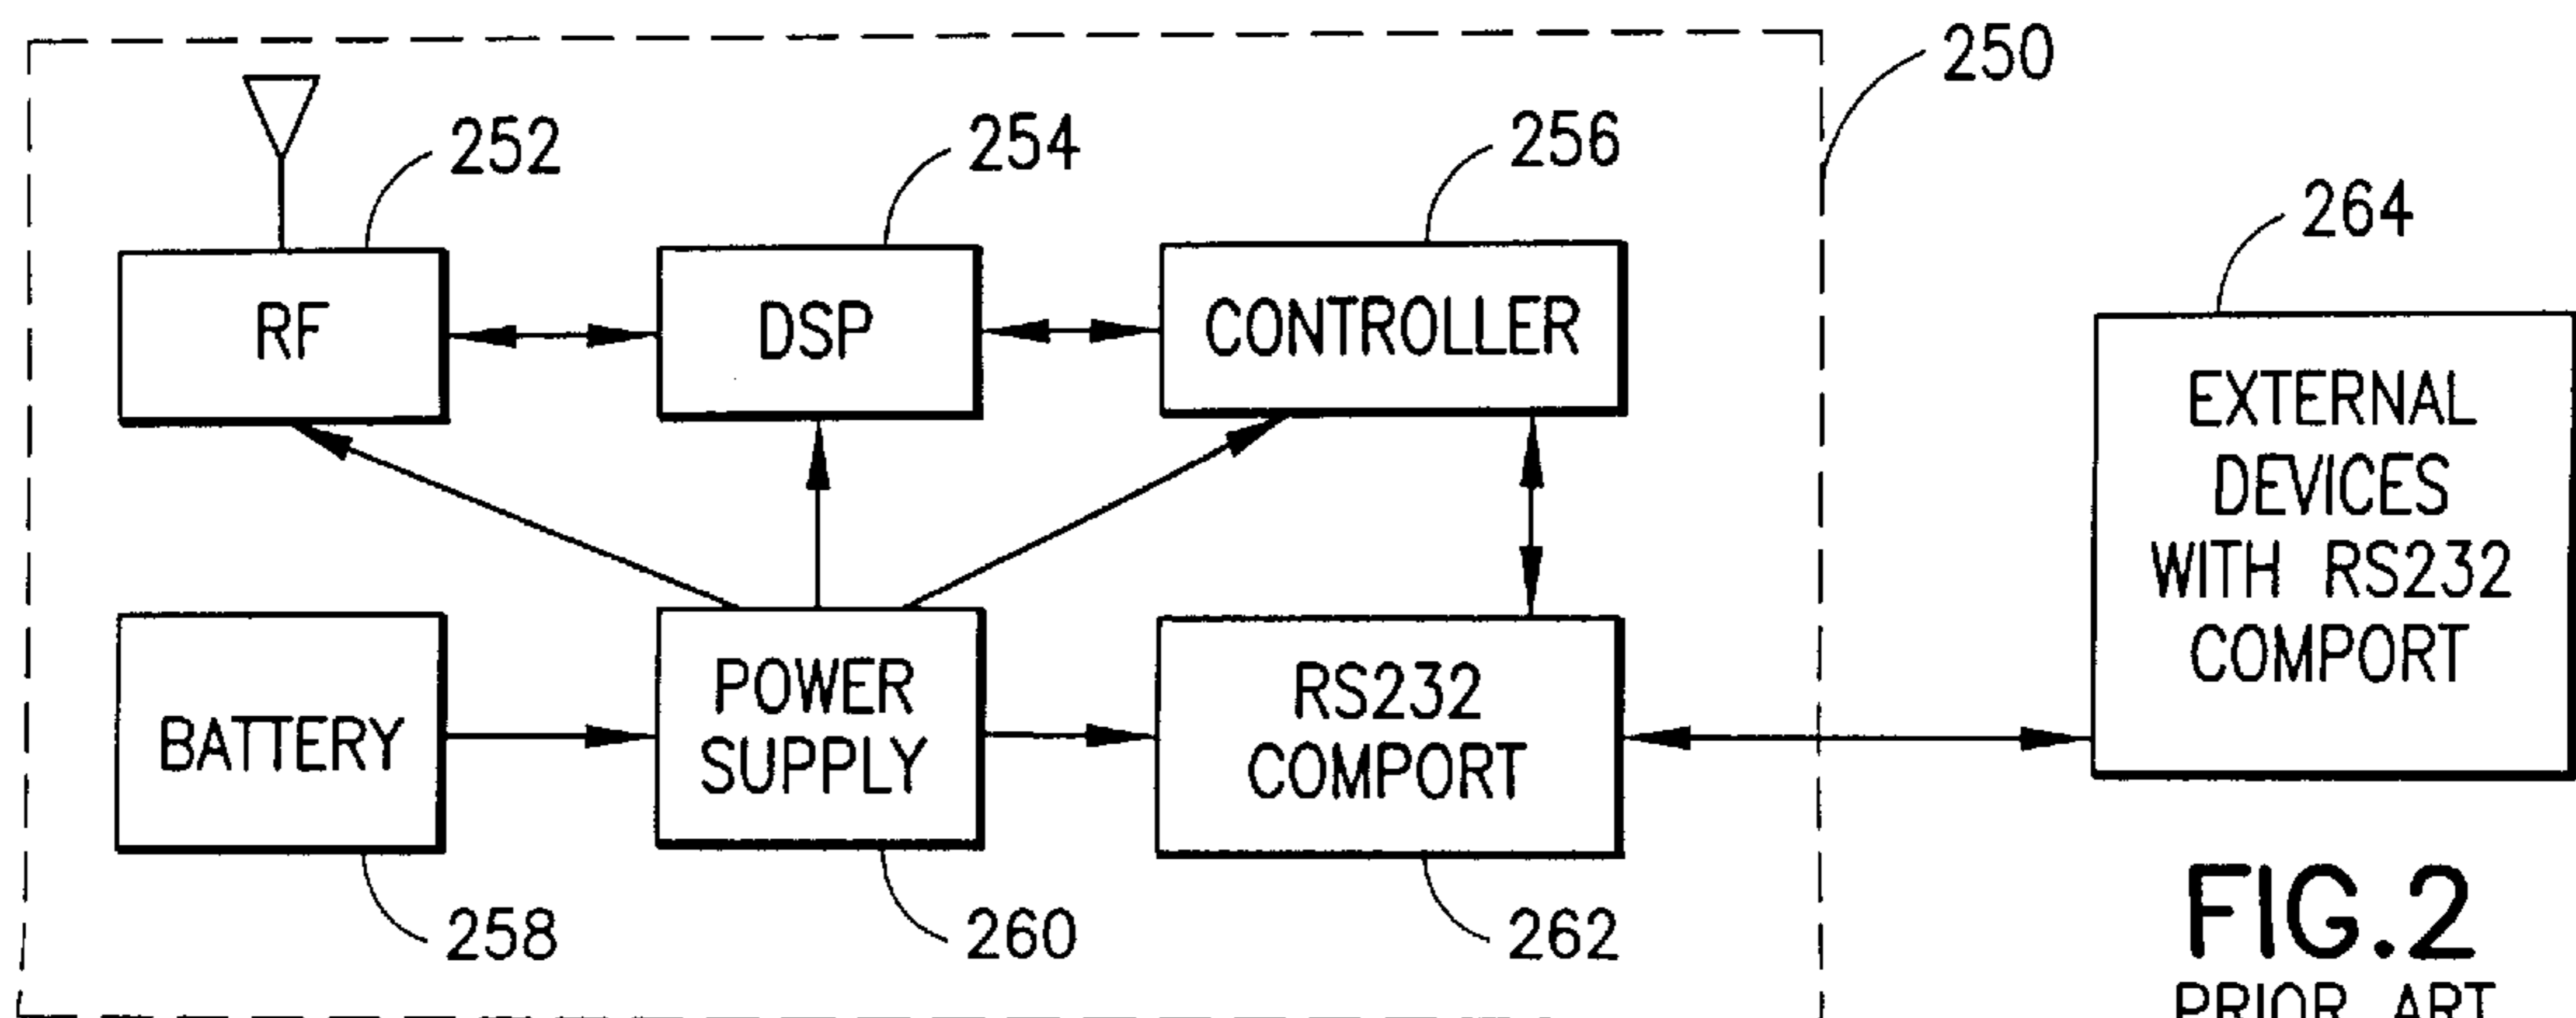 250
252
254
256
264
RF
DSP
CONTROLLER
EXTERNAL
DEVICES
WITH RS232
COMPORT
BATTERY
POWER
SUPPLY
RS232
COMPORT
258
260
262
FIG.2
PRIOR ART